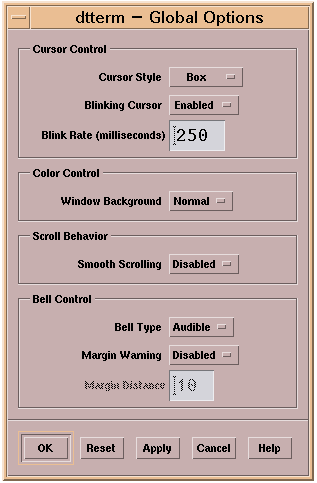 dtterm – Global Options
Cursor Control
Cursor Style Box
Blinking Cursor Enabled
Blink Rate (milliseconds) 250
Color Control
Window Background Normal
Scroll Behavior
Smooth Scrolling Disabled
Bell Control
Bell Type Audible
Margin Warning Disabled
Margin Distance 10
OK Reset Apply Cancel Help